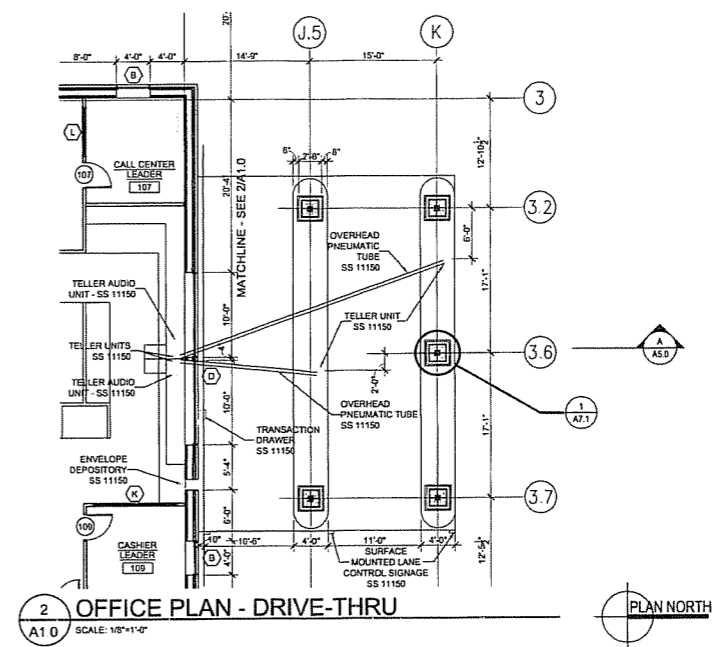 20'-
J.5
K
8'-0"
4'-0"
4'-0"
14'-9"
15'-0"
B
3
L
107
CALL CENTER
LEADER
107
20'-4"
MATCHLINE - SEE 2/A1.0
6"
2'-8"
8"
12'-10½"
3.2
OVERHEAD
PNEUMATIC
TUBE
SS 11150
6'-0"
17'-1"
TELLER AUDIO
UNIT - SS 11150
10'-0"
TELLER UNIT
SS 11150
TELLER UNITS
SS 11150
4"
3.6
A
A5.0
TELLER AUDIO
UNIT - SS 11150
D
2'-0"
10'-0"
OVERHEAD
PNEUMATIC TUBE
SS 11150
1
A7.1
TRANSACTION
DRAWER
SS 11150
17'-1"
ENVELOPE
DEPOSITORY
SS 11150
5'-4"
K
3.7
109
6'-0"
CASHIER
LEADER
109
10"
10'-6"
4'-0"
11'-0"
4'-0"
B
4'-0"
SURFACE
MOUNTED LANE
CONTROL SIGNAGE
SS 11150
12'-5½"
2
A1.0
OFFICE PLAN - DRIVE-THRU
SCALE: 1/8"=1'-0"
PLAN NORTH